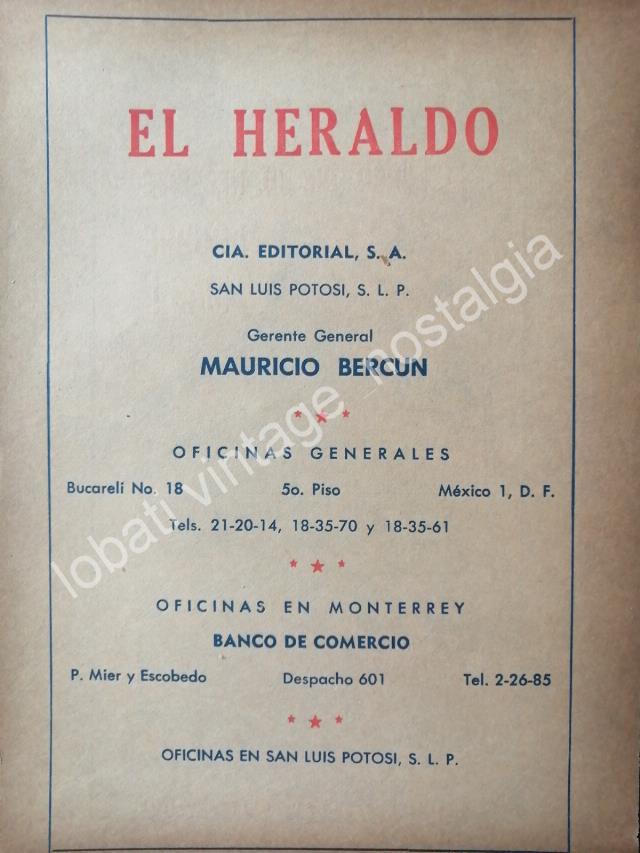 EL HERALDO
CIA. EDITORIAL, S. A.
SAN LUIS POTOSI, S. L. P.
Gerente General
MAURICIO BERCUN
OFICINAS GENERALES
Bucareli No. 18 5o. Piso México 1, D. F.
Tels. 21-20-14, 18-35-70 y 18-35-61
OFICINAS EN MONTERREY
BANCO DE COMERCIO
P. Mier y Escobedo Despacho 601 Tel. 2-26-85
OFICINAS EN SAN LUIS POTOSI, S. L. P.
lobati vintage_nostalgia